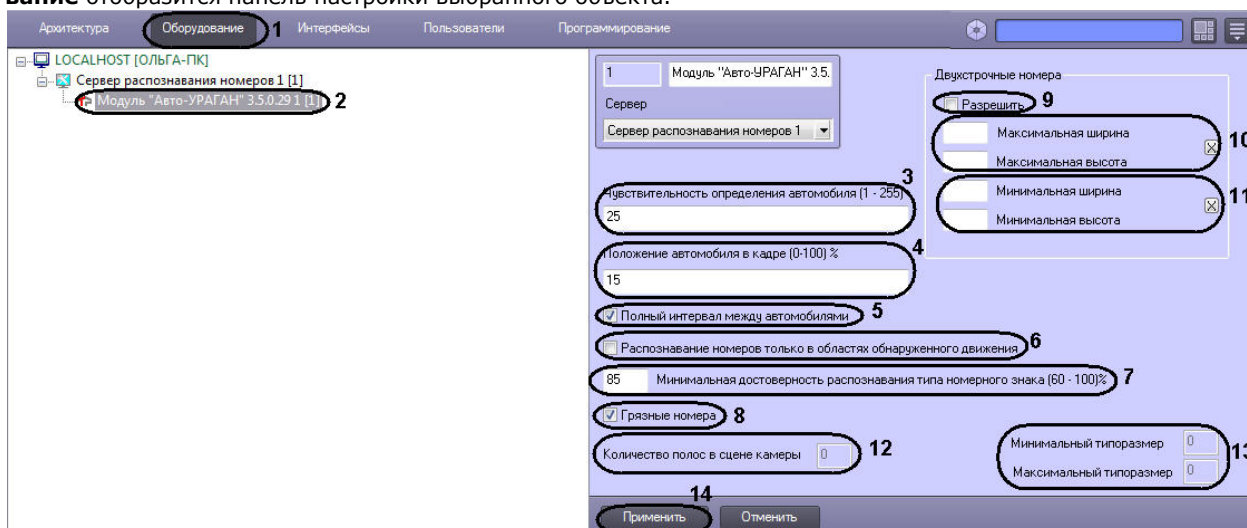 вание отобразится панель настройки выбранного объекта.
Архитектура Оборудование 1 Интерфейсы Пользователи Программирование
LOCALHOST [ОЛЬГА-ПК]
Сервер распознавания номеров 1 [1]
Модуль "Авто-УРАГАН" 3.5.0.29 1 [1] 2
1 Модуль "Авто-УРАГАН" 3.5.
Сервер
Сервер распознавания номеров 1
3
Чувствительность определения автомобиля (1 - 255)
25
4
Положение автомобиля в кадре (0-100) %
15
Полный интервал между автомобилями 5
Распознавание номеров только в областях обнаруженного движения 6
85 Минимальная достоверность распознавания типа номерного знака (60 - 100)% 7
Грязные номера 8
Количество полос в сцене камеры 0 12
Двухстрочные номера
Разрешить 9
Максимальная ширина
10
Максимальная высота
Минимальная ширина
11
Минимальная высота
Минимальный типоразмер 0
13
Максимальный типоразмер 0
14
Применить Отменить